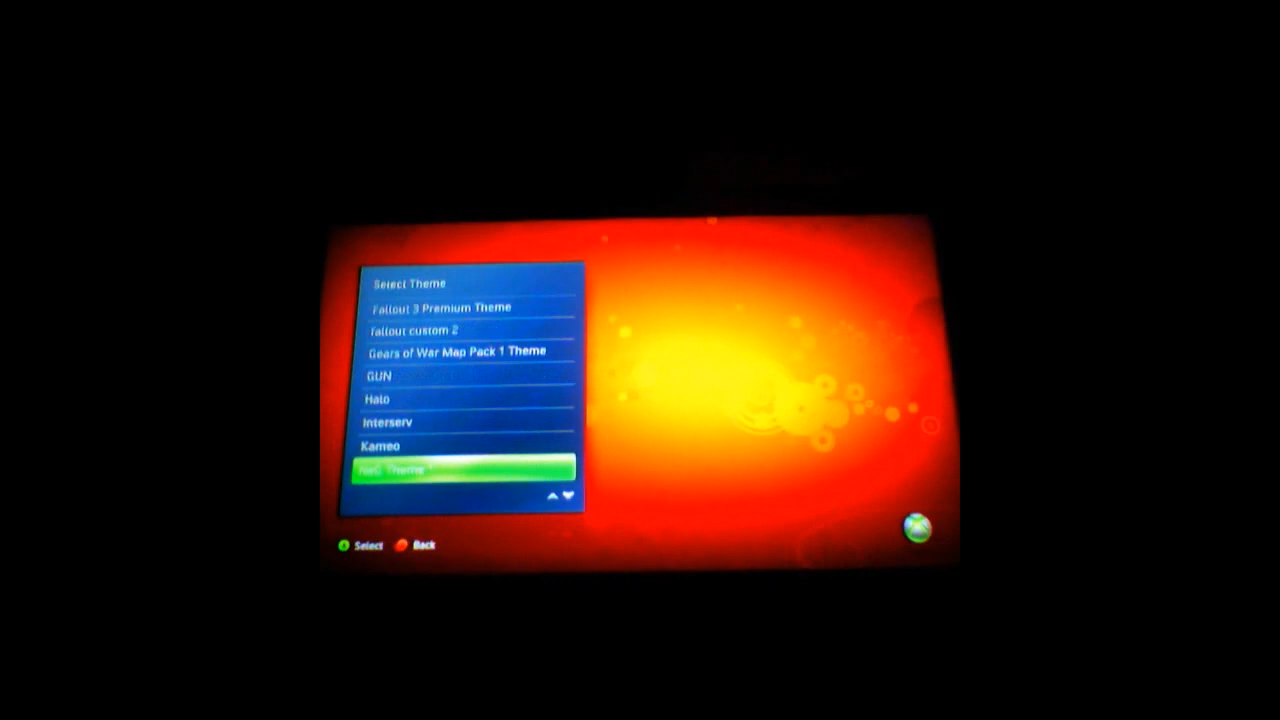 Select Theme
Fallout 3 Premium Theme
Fallout custom 2
Gears of War Map Pack 1 Theme
GUN
Halo
Interserv
Kameo
Theme
Select
Back